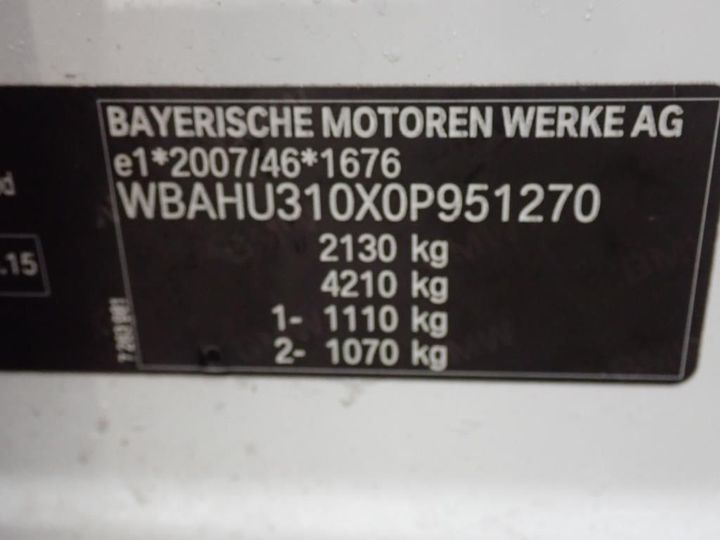 BAYERISCHE MOTOREN WERKE AG
e1*2007/46*1676
WBAHU310X0P951270
2130 kg
4210 kg
1- 1110 kg
2- 1070 kg
.15